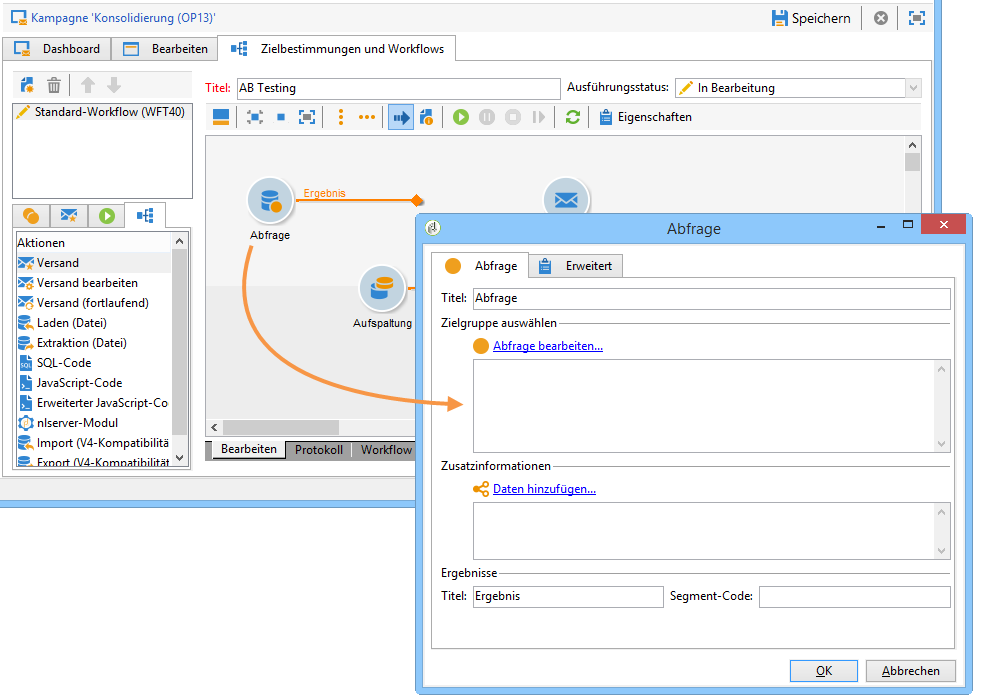 Kampagne 'Konsolidierung (OP13)'
Speichern
Dashboard
Bearbeiten
Zielbestimmungen und Workflows
Titel: AB Testing
Ausführungsstatus: In Bearbeitung
Standard-Workflow (WFT40)
Eigenschaften
Ergebnis
Abfrage
Aufspaltung
Aktionen
Versand
Versand bearbeiten
Versand (fortlaufend)
Laden (Datei)
Extraktion (Datei)
SQL-Code
JavaScript-Code
Erweiterter JavaScript-Co
nlserver-Modul
Import (V4-Kompatibilitä
Export (V4-Kompatibilität
Bearbeiten
Protokoll
Workflow
Abfrage
Abfrage
Erweitert
Titel: Abfrage
Zielgruppe auswählen
Abfrage bearbeiten...
Zusatzinformationen
Daten hinzufügen...
Ergebnisse
Titel: Ergebnis
Segment-Code:
OK
Abbrechen